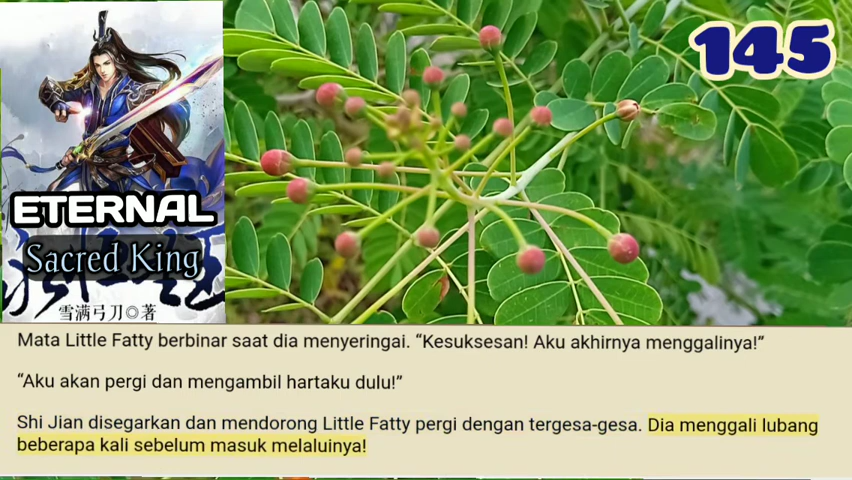 145
ETERNAL
Sacred King
雪满弓刀◎著
Mata Little Fatty berbinar saat dia menyeringai. “Kesuksesan! Aku akhirnya menggalinya!”
“Aku akan pergi dan mengambil hartaku dulu!”
Shi Jian disegarkan dan mendorong Little Fatty pergi dengan tergesa-gesa. Dia menggali lubang
beberapa kali sebelum masuk melaluinya!